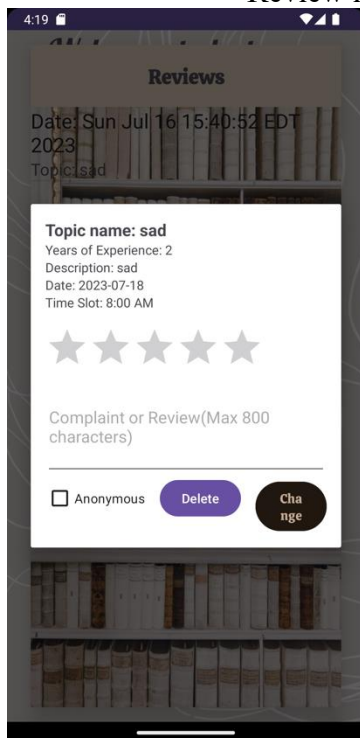 4:19
Reviews
Date: Sun Jul 16 15:40:52 EDT
2023
Topic: sad
Topic name: sad
Years of Experience: 2
Description: sad
Date: 2023-07-18
Time Slot: 8:00 AM
Complaint or Review(Max 800
characters)
Anonymous
Delete
Cha
nge